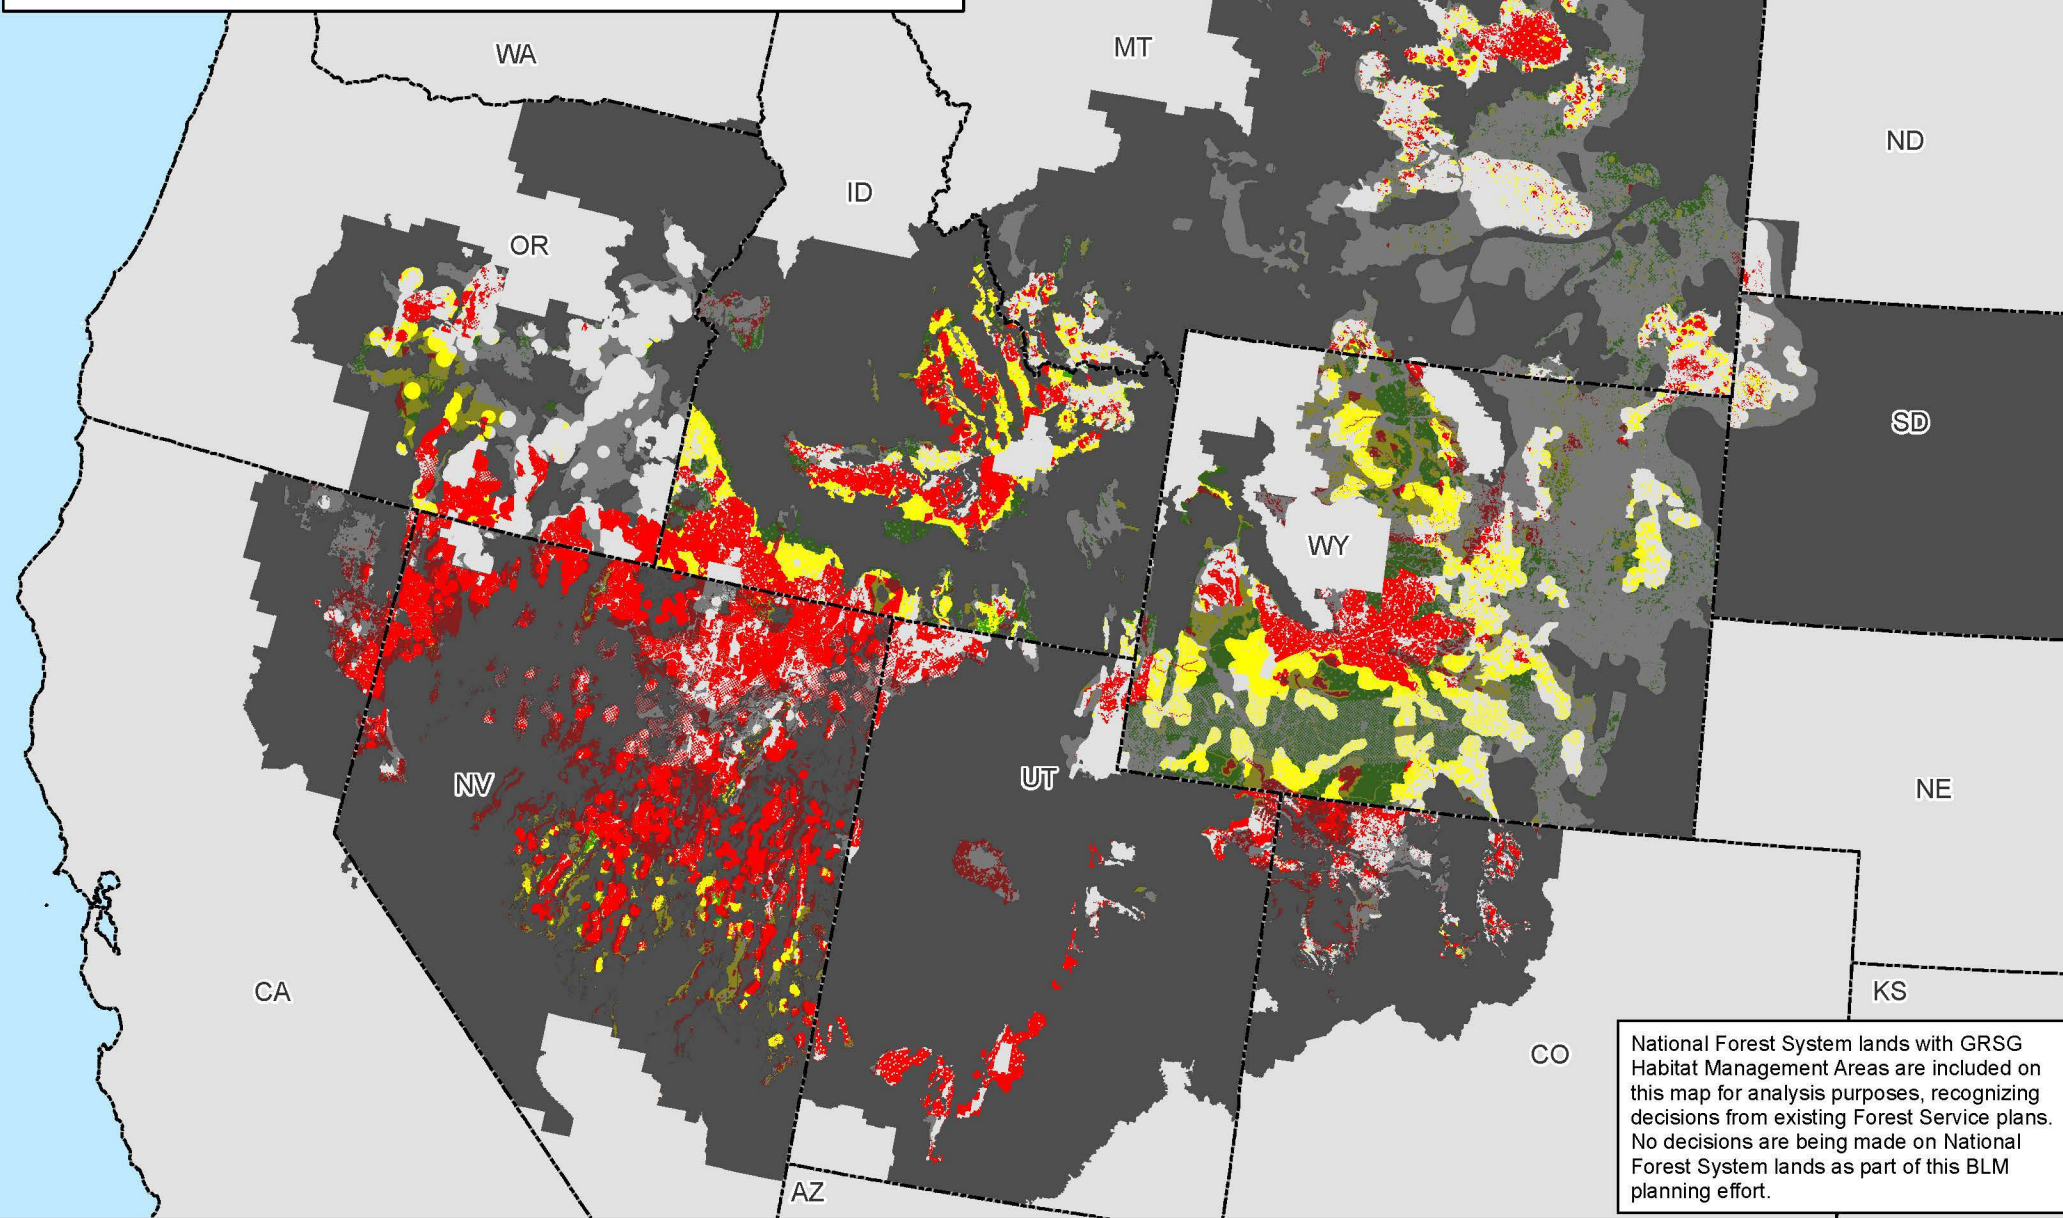 WA
MT
ND
ID
OR
SD
WY
NV
UT
NE
CA
KS
CO
AZ
National Forest System lands with GRSG
Habitat Management Areas are included on
this map for analysis purposes, recognizing
decisions from existing Forest Service plans.
No decisions are being made on National
Forest System lands as part of this BLM
planning effort.